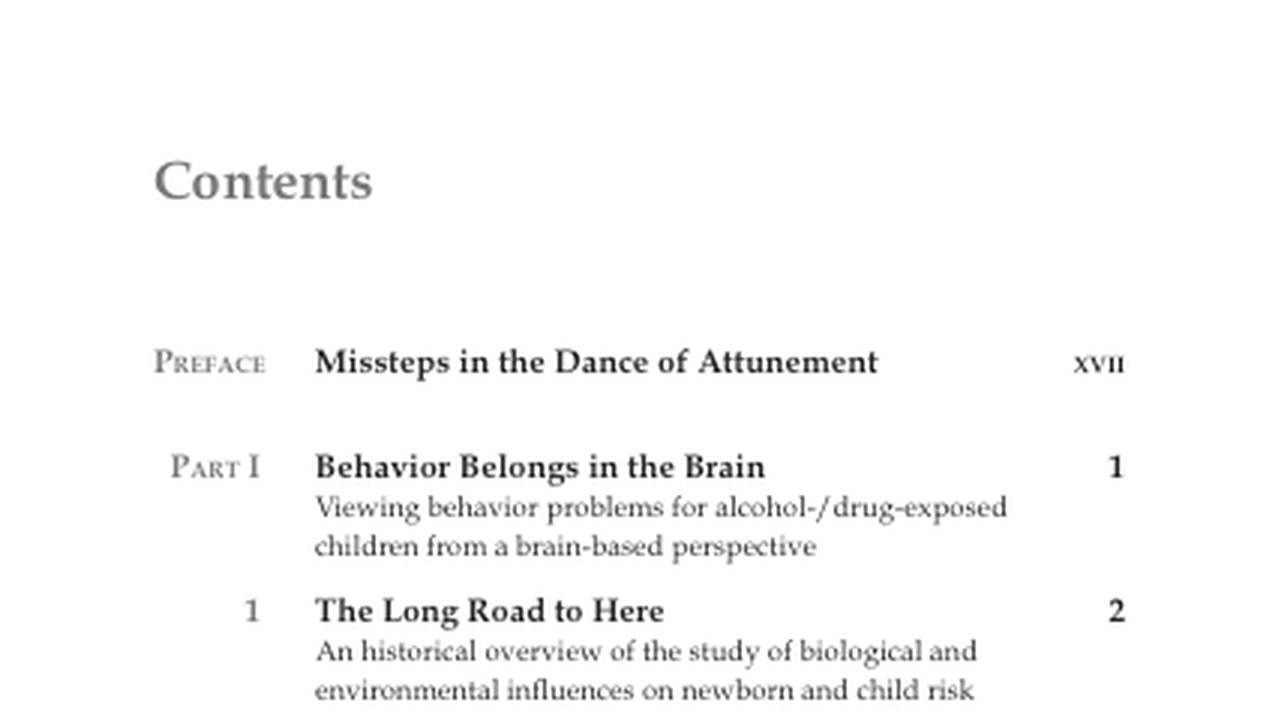 Contents
PREFACE Missteps in the Dance of Attunement XVII
PART I Behavior Belongs in the Brain 1
Viewing behavior problems for alcohol-/drug-exposed
children from a brain-based perspective
1 The Long Road to Here 2
An historical overview of the study of biological and
environmental influences on newborn and child risk